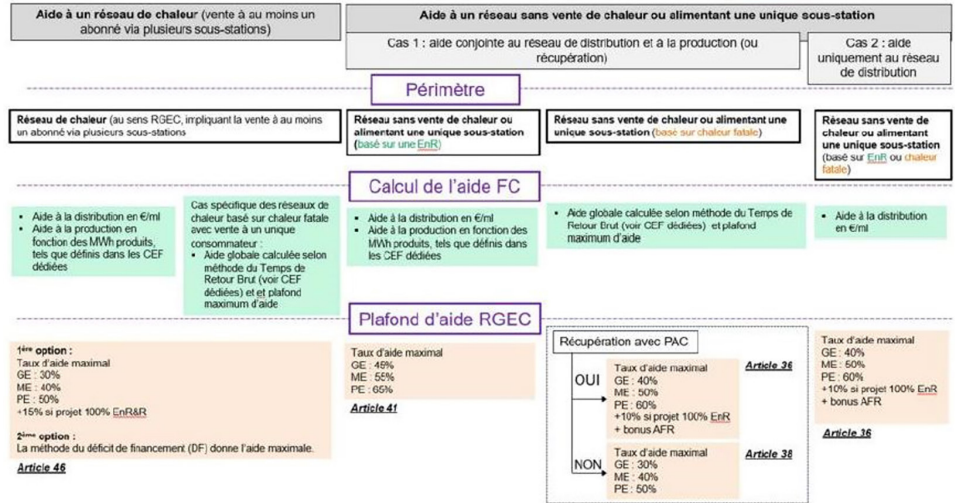 Aide à un réseau de chaleur (vente à au moins un
abonné via plusieurs sous-stations)
Aide à un réseau sans vente de chaleur ou alimentant une unique sous-station
Cas 1 : aide conjointe au réseau de distribution et à la production (ou
récupération)
Cas 2 : aide
uniquement au réseau
de distribution
Périmètre
Réseau de chaleur (au sens RGEC, impliquant la vente à au moins
un abonné via plusieurs sous-stations
Réseau sans vente de chaleur ou
alimentant une unique sous-station
(basé sur une EnR)
Réseau sans vente de chaleur ou alimentant une
unique sous-station (basé sur chaleur fatale)
Réseau sans vente de
chaleur ou alimentant
une unique sous-station
(basé sur EnR ou chaleur
fatale)
Calcul de l'aide FC
• Aide à la distribution en €/ml
• Aide à la production en
fonction des MWh produits,
tels que définis dans les CEF
dédiées
Cas spécifique des réseaux de
chaleur basé sur chaleur fatale
avec vente à un unique
consommateur :
• Aide globale calculée selon
méthode du Temps de
Retour Brut (voir CEF
dédiées) et et plafond
maximum d'aide
• Aide à la distribution en €/ml
• Aide à la production en fonction des
MWh produits, tels que définis dans
les CEF dédiées
• Aide globale calculée selon méthode du Temps de
Retour Brut (voir CEF dédiées) et plafond
maximum d'aide
• Aide à la distribution
en €/ml
Plafond d'aide RGEC
1ère option :
Taux d'aide maximal
GE : 30%
ME : 40%
PE : 50%
+15% si projet 100% EnR&R
2ème option :
La méthode du déficit de financement (DF) donne l'aide maximale.
Article 46
Taux d'aide maximal
GE : 45%
ME : 55%
PE : 65%
Article 41
Récupération avec PAC
OUI
Taux d'aide maximal
GE : 40%
ME : 50%
PE : 60%
+10% si projet 100% EnR
+ bonus AFR
Article 36
NON
Taux d'aide maximal
GE : 30%
ME : 40%
PE : 50%
Article 38
Taux d'aide maximal
GE : 40%
ME : 50%
PE : 60%
+10% si projet 100% EnR
+ bonus AFR
Article 36